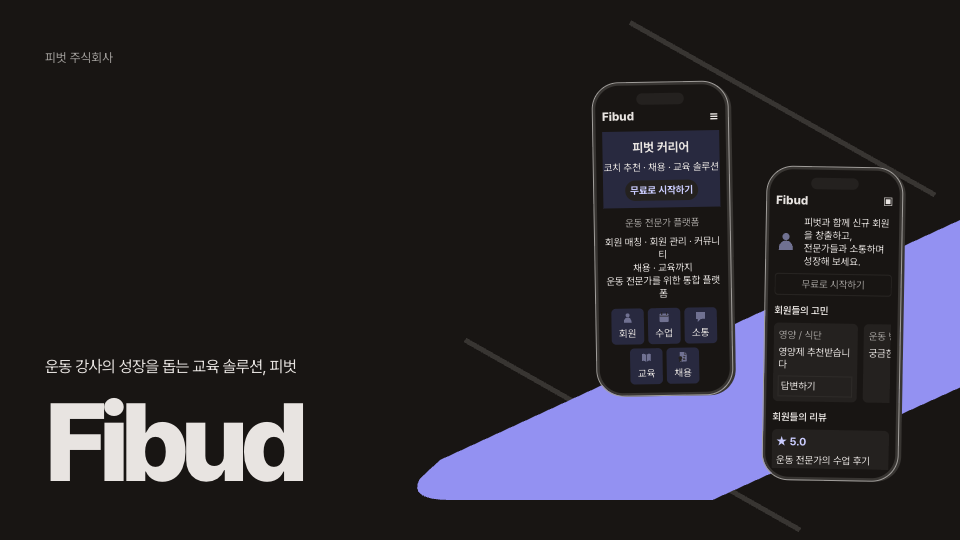 피벗 주식회사
운동 강사의 성장을 돕는 교육 솔루션, 피벗
Fibud
Fibud
피벗 커리어
코치 추천 · 채용 · 교육 솔루션
무료로 시작하기
운동 전문가 플랫폼
회원 매칭 · 회원 관리 · 커뮤니
티
채용 · 교육까지
운동 전문가를 위한 통합 플랫
폼
회원 수업 소통
교육 채용
Fibud
피벗과 함께 신규 회원
을 창출하고,
전문가들과 소통하며
성장해 보세요.
무료로 시작하기
회원들의 고민
영양 / 식단
영양제 추천받습니
다
답변하기
운동
회원들의 리뷰
★ 5.0
운동 전문가의 수업 후기